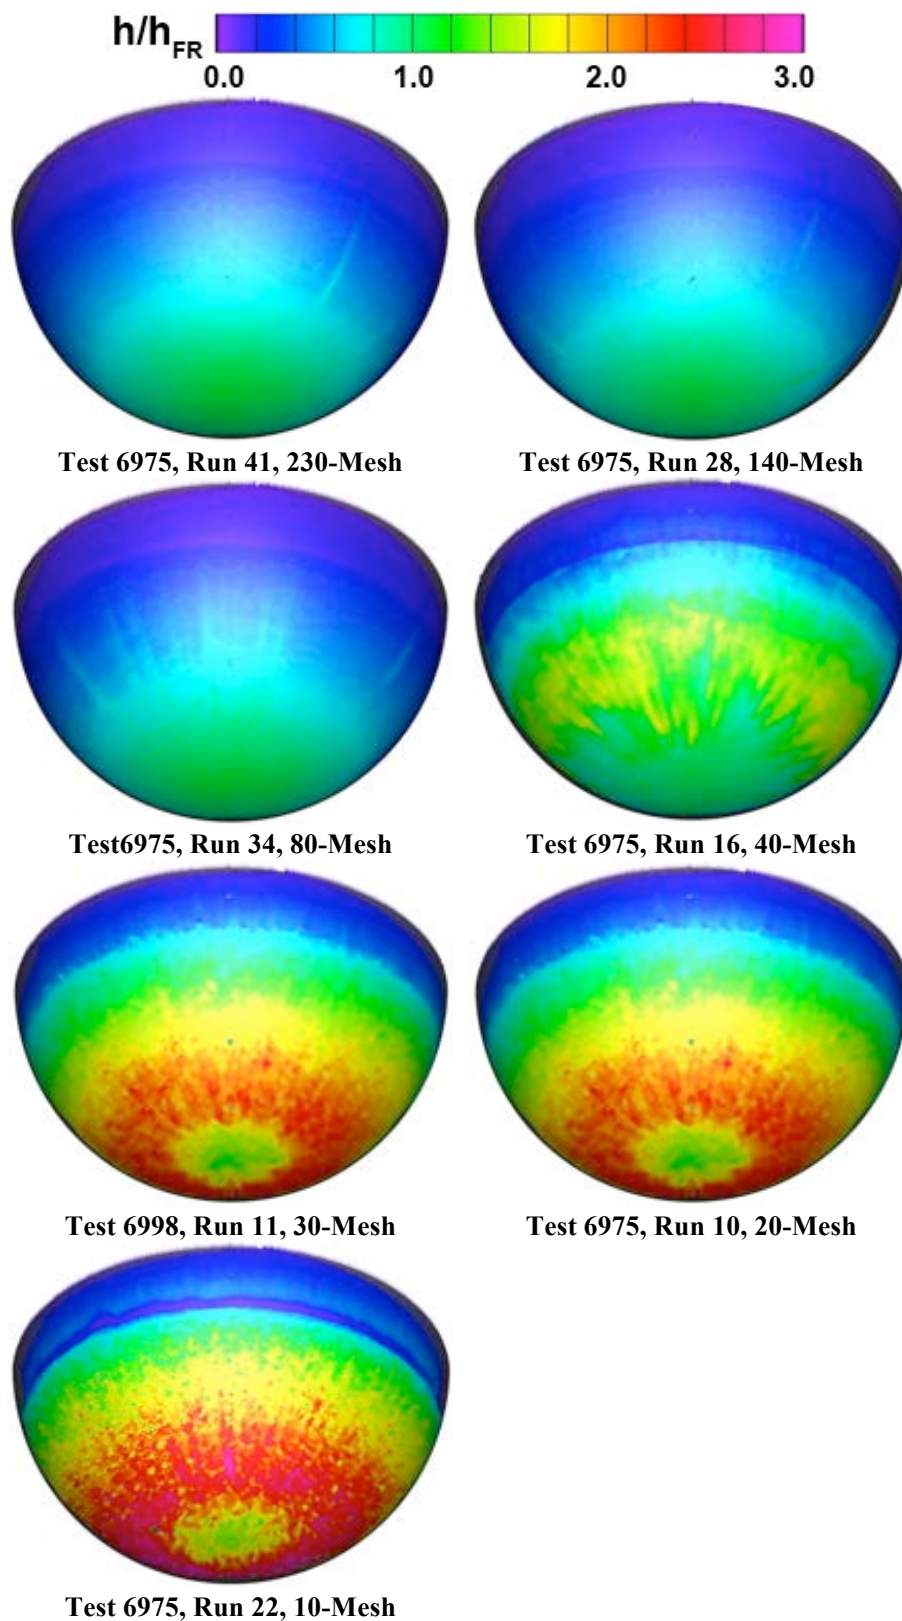 h/hFR
0.0 1.0 2.0 3.0
Test 6975, Run 41, 230-Mesh
Test 6975, Run 28, 140-Mesh
Test6975, Run 34, 80-Mesh
Test 6975, Run 16, 40-Mesh
Test 6998, Run 11, 30-Mesh
Test 6975, Run 10, 20-Mesh
Test 6975, Run 22, 10-Mesh